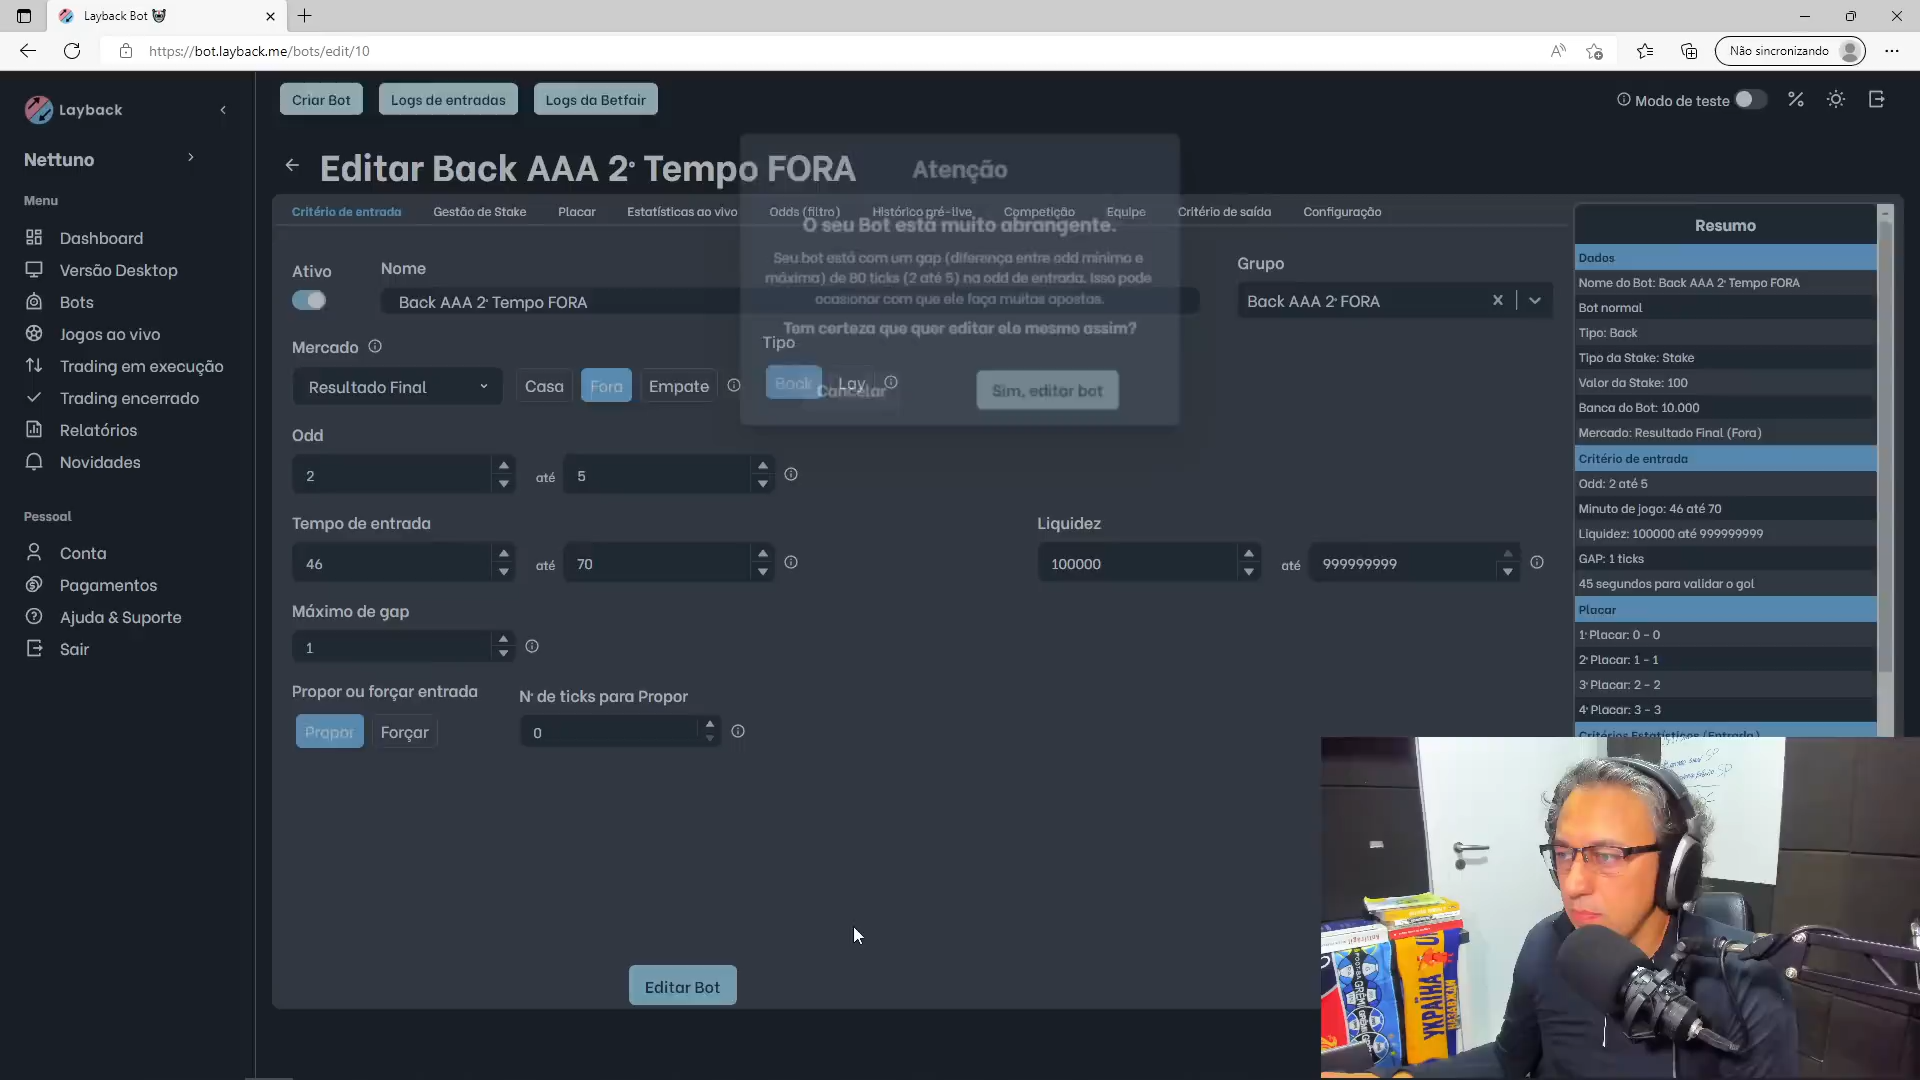 Layback Bot
https://bot.layback.me/bots/edit/10
Não sincronizando
Layback
Criar Bot
Logs de entradas
Logs da Betfair
Modo de teste
Nettuno
Menu
Dashboard
Versão Desktop
Bots
Jogos ao vivo
Trading em execução
Trading encerrado
Relatórios
Novidades
Pessoal
Conta
Pagamentos
Ajuda & Suporte
Sair
Editar Back AAA 2º Tempo FORA
Critério de entrada
Gestão de Stake
Placar
Estatísticas ao vivo
Odds (filtro)
Histórico pré-live
Competição
Equipe
Critério de saída
Configuração
Atenção
O seu Bot está muito abrangente.
Seu bot está com um gap (diferença entre odd mínima e
máxima) de 80 ticks (2 até 5) na odd de entrada. Isso pode
ocasionar com que ele faça muitas apostas.
Tem certeza que quer editar ele mesmo assim?
Cancelar
Sim, editar bot
Ativo
Nome
Back AAA 2º Tempo FORA
Grupo
Back AAA 2º FORA
Mercado
Resultado Final
Casa
Fora
Empate
Tipo
Back
Lay
Odd
2
até
5
Tempo de entrada
46
até
70
Liquidez
100000
até
999999999
Máximo de gap
1
Propor ou forçar entrada
Propor
Forçar
Nº de ticks para Propor
0
Editar Bot
Resumo
Dados
Nome do Bot: Back AAA 2º Tempo FORA
Bot normal
Tipo: Back
Tipo da Stake: Stake
Valor da Stake: 100
Banca do Bot: 10.000
Mercado: Resultado Final (Fora)
Critério de entrada
Odd: 2 até 5
Minuto de jogo: 46 até 70
Liquidez: 100000 até 999999999
GAP: 1 ticks
45 segundos para validar o gol
Placar
1º Placar: 0 - 0
2º Placar: 1 - 1
3º Placar: 2 - 2
4º Placar: 3 - 3
Critérios Estatísticos (Entrada)
УКРАЇНА
НАЗАВЖДИ